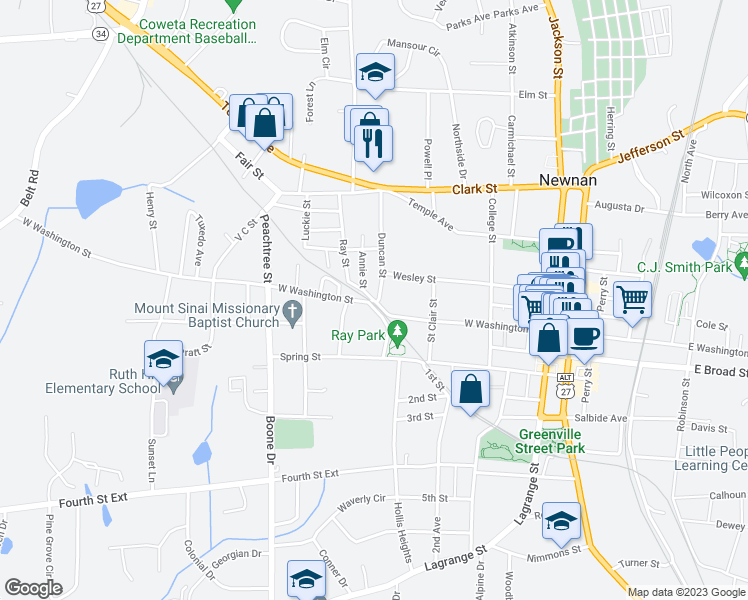 27
Coweta Recreation
Department Baseball...
34
Elm Cir
Mansour Cir
Parks Ave
Parks Ave
Atkinson St
Jackson St
Forest Ln
Elm St
Herring St
Jefferson St
North Ave
Northside Dr
Carmichael St
Powell Pl
Fair St
Belt Rd
Clark St
Newnan
Wilcoxon S
Berry Ave
Augusta Dr
Temple Ave
College St
Henry St
Tuxedo Ave
W Washington St
V C St
Luckie St
Peachtree St
Ray St
Annie St
Duncan St
Wesley St
C.J. Smith Park
Perry St
W Washington St
Mount Sinai Missionary
Baptist Church
St Clair St
W Washington
Cole St
E Washington
Ray Park
Pratt St
Spring St
1st St
E Broad St
ALT
27
Perry St
Robinson St
Elementary School
2nd St
3rd St
Salbide Ave
Davis St
Boone Dr
Greenville
Street Park
Little Peop
Learning Cen
Sunset Ln
Fourth St Ext
Fourth St Ext
Lagrange St
Calhoun
Waverly Cir
5th St
Dewey
Pine Grove Cir
Colonial Dr
Georgian Dr
Conner Dr
Hollis Heights
2nd Ave
Lagrange St
Alpine Dr
Nimmons St
Turner St
Google
Map data ©2023 Google